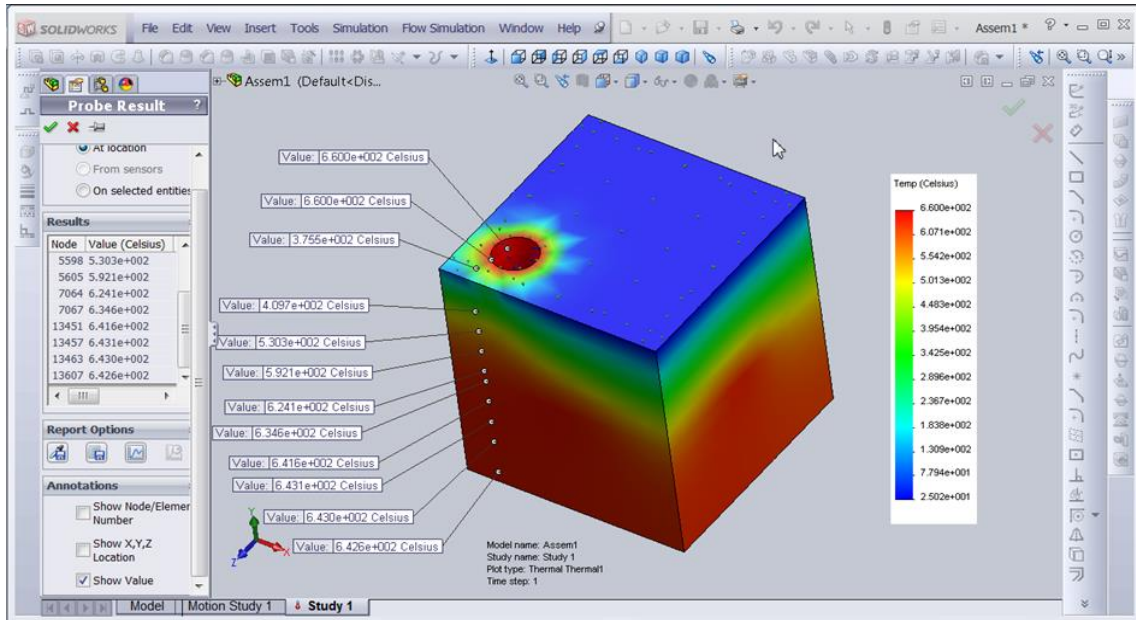 SOLIDWORKS File Edit View Insert Tools Simulation Flow Simulation Window Help Assem1 *
Assem1 (Default<Dis...
Probe Result ?
At location
From sensors
On selected entities
Results
Node Value (Celsius)
5598 5.303e+002
5605 5.921e+002
7064 6.241e+002
7067 6.346e+002
13451 6.416e+002
13457 6.431e+002
13463 6.430e+002
13607 6.426e+002
Report Options
Annotations
Show Node/Elemer
Number
Show X,Y,Z
Location
Show Value
Value: 6.600e+002 Celsius
Value: 6.600e+002 Celsius
Value: 3.755e+002 Celsius
Value: 4.097e+002 Celsius
Value: 5.303e+002 Celsius
Value: 5.921e+002 Celsius
Value: 6.241e+002 Celsius
Value: 6.346e+002 Celsius
Value: 6.416e+002 Celsius
Value: 6.431e+002 Celsius
Value: 6.430e+002 Celsius
Value: 6.426e+002 Celsius
Y
X
Z
Model name: Assem1
Study name: Study 1
Plot type: Thermal Thermal1
Time step: 1
Temp (Celsius)
6.600e+002
6.071e+002
5.542e+002
5.013e+002
4.483e+002
3.954e+002
3.425e+002
2.896e+002
2.367e+002
1.838e+002
1.309e+002
7.794e+001
2.502e+001
Model Motion Study 1 Study 1